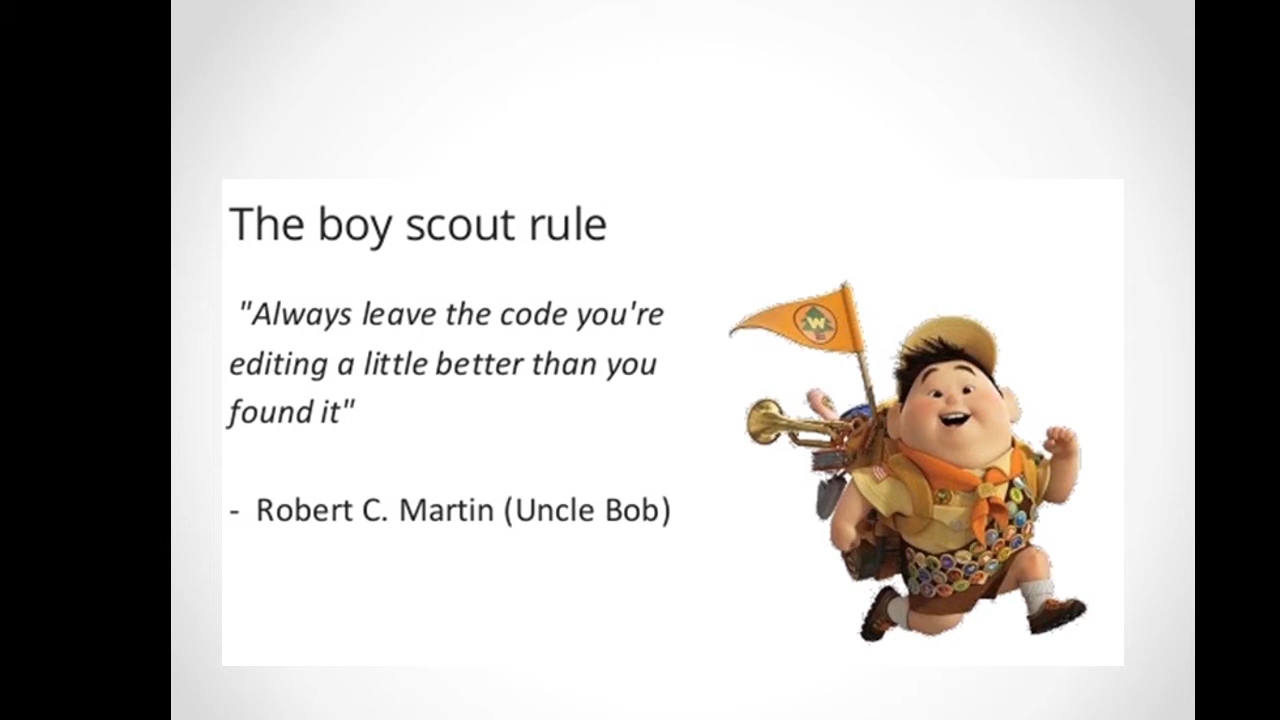 The boy scout rule
"Always leave the code you're
editing a little better than you
found it"
- Robert C. Martin (Uncle Bob)
W